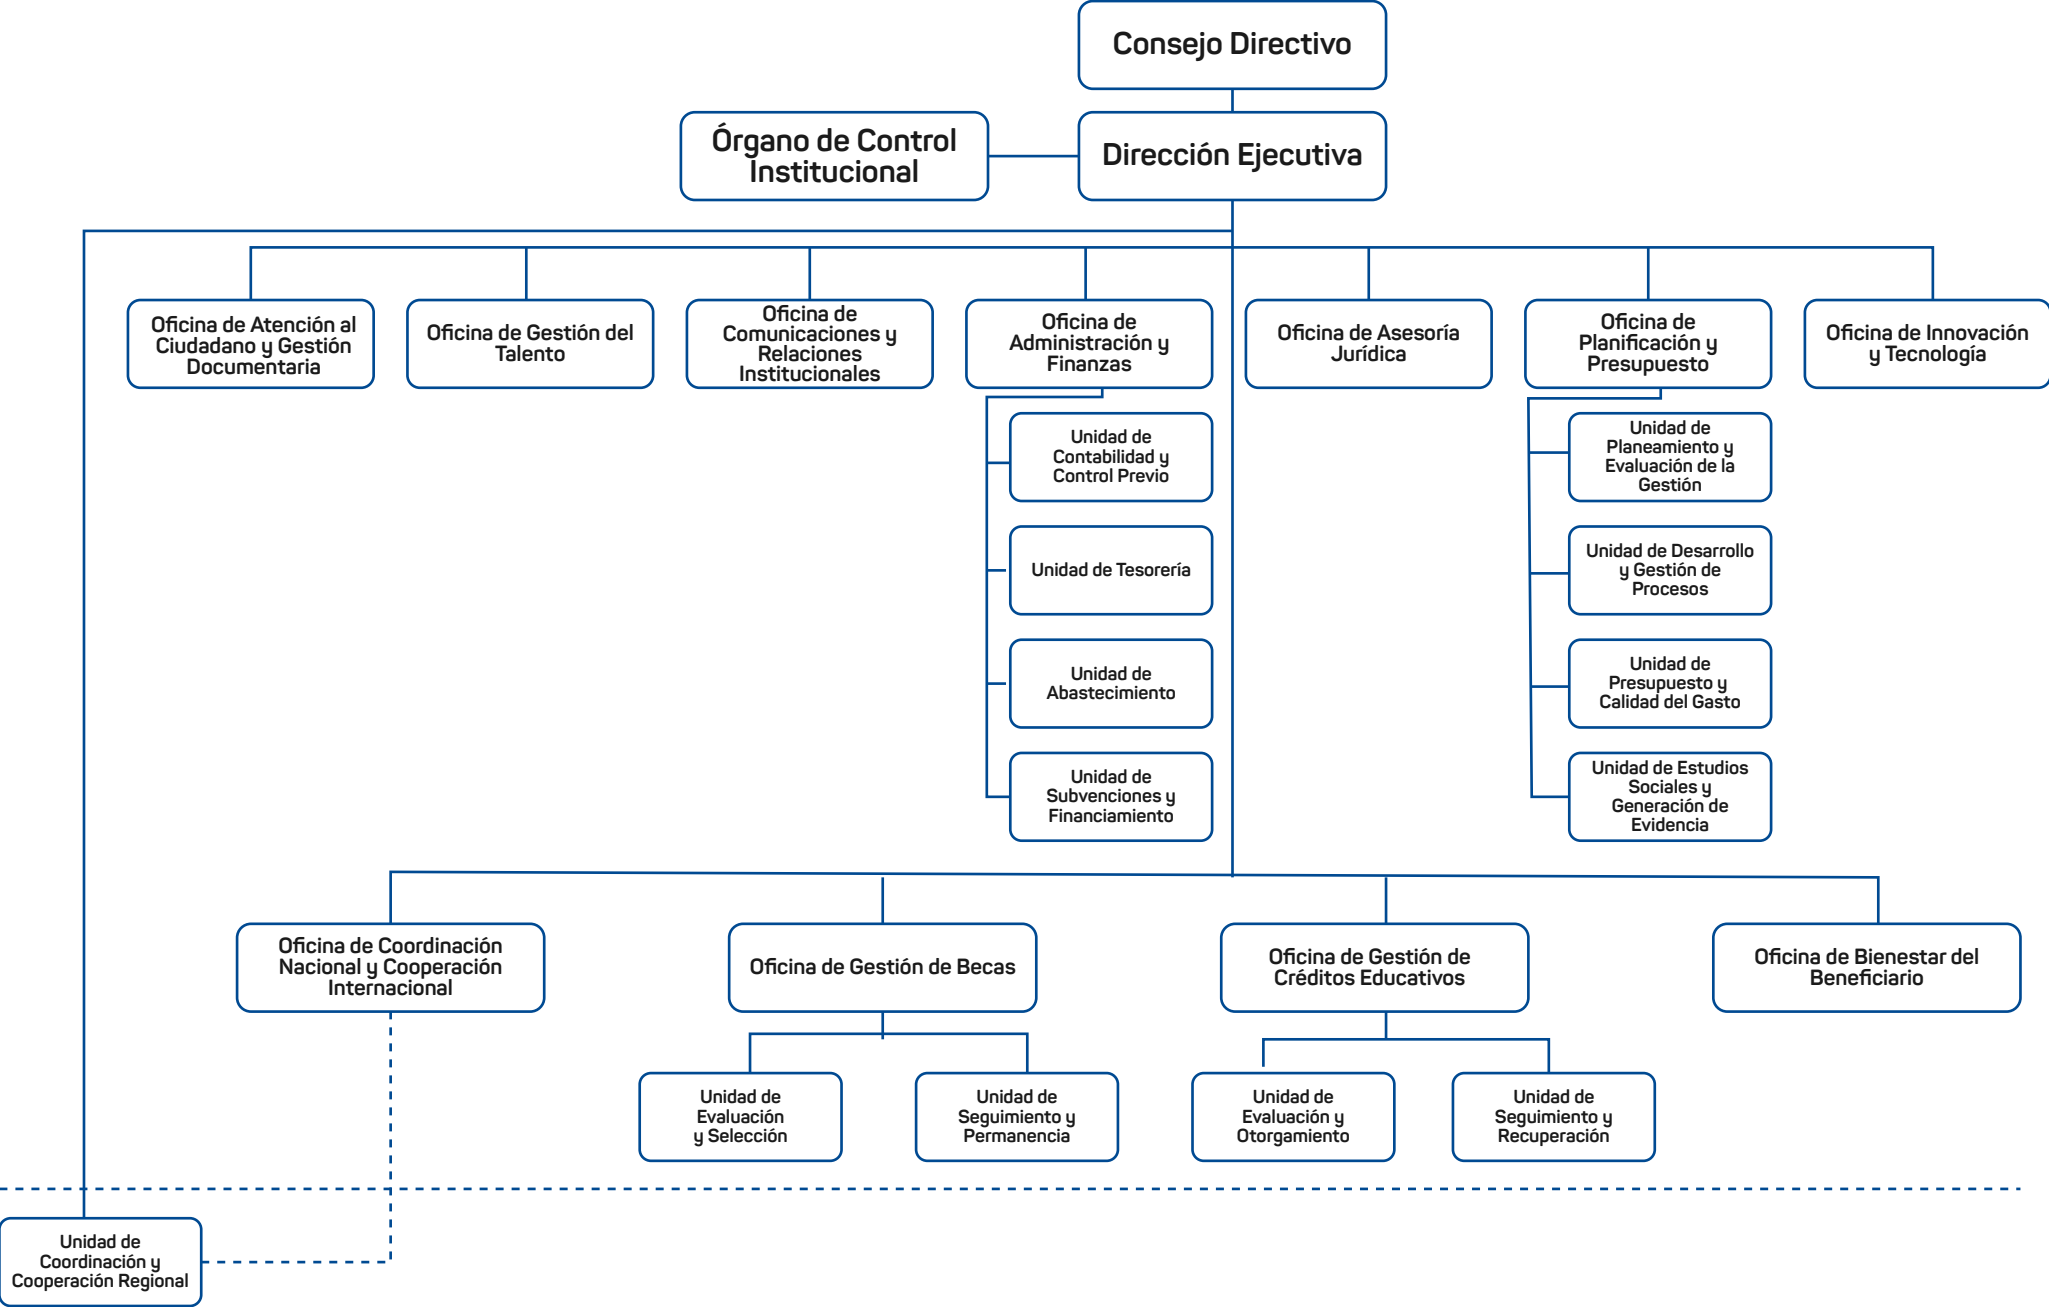 Consejo Directivo
Órgano de Control
Institucional
Dirección Ejecutiva
Oficina de Atención al
Ciudadano y Gestión
Documentaria
Oficina de Gestión del
Talento
Oficina de
Comunicaciones y
Relaciones
Institucionales
Oficina de
Administración y
Finanzas
Oficina de Asesoría
Jurídica
Oficina de
Planificación y
Presupuesto
Oficina de Innovación
y Tecnología
Unidad de
Contabilidad y
Control Previo
Unidad de Tesorería
Unidad de
Abastecimiento
Unidad de
Subvenciones y
Financiamiento
Unidad de
Planeamiento y
Evaluación de la
Gestión
Unidad de Desarrollo
y Gestión de
Procesos
Unidad de
Presupuesto y
Calidad del Gasto
Unidad de Estudios
Sociales y
Generación de
Evidencia
Oficina de Coordinación
Nacional y Cooperación
Internacional
Oficina de Gestión de Becas
Oficina de Gestión de
Créditos Educativos
Oficina de Bienestar del
Beneficiario
Unidad de
Evaluación
y Selección
Unidad de
Seguimiento y
Permanencia
Unidad de
Evaluación y
Otorgamiento
Unidad de
Seguimiento y
Recuperación
Unidad de
Coordinación y
Cooperación Regional